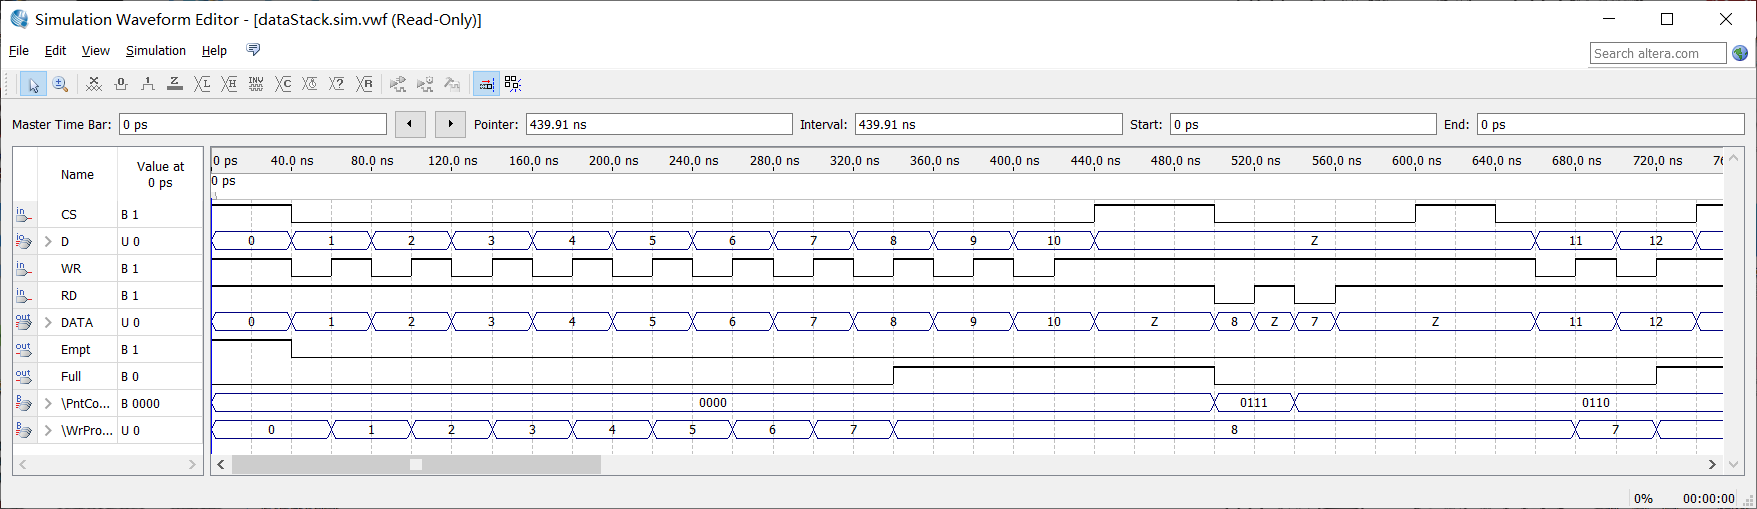 Simulation Waveform Editor - [dataStack.sim.vwf (Read-Only)]
File Edit View Simulation Help
Search altera.com
Master Time Bar: 0 ps Pointer: 439.91 ns Interval: 439.91 ns Start: 0 ps End: 0 ps
Name Value at 0 ps
0 ps 40.0 ns 80.0 ns 120.0 ns 160.0 ns 200.0 ns 240.0 ns 280.0 ns 320.0 ns 360.0 ns 400.0 ns 440.0 ns 480.0 ns 520.0 ns 560.0 ns 600.0 ns 640.0 ns 680.0 ns 720.0 ns 76
0 ps
in CS B 1
io D U 0 0 1 2 3 4 5 6 7 8 9 10 Z 11 12
in WR B 1
in RD B 1
out DATA U 0 0 1 2 3 4 5 6 7 8 9 10 Z 8 Z 7 Z 11 12
out Empt B 1
out Full B 0
B \PntCo... B 0000 0000 0111 0110
B \WrPro... U 0 0 1 2 3 4 5 6 7 8 7
0% 00:00:00